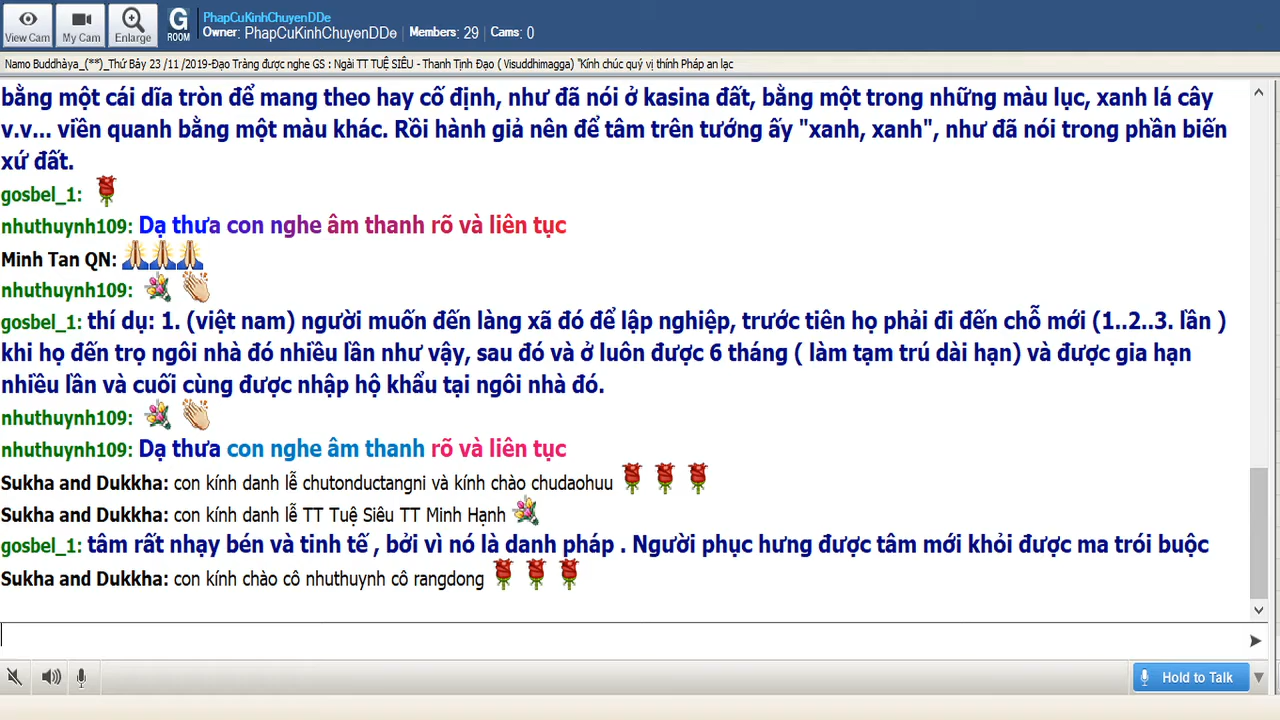 PhapCuKinhChuyenDDe
Owner: PhapCuKinhChuyenDDe Members: 29 Cams: 0
View Cam My Cam Enlarge G ROOM
Namo Buddhàya_(**)_Thứ Bảy 23 /11 /2019-Đạo Tràng được nghe GS : Ngài TT TUỆ SIÊU - Thanh Tịnh Đạo ( Visuddhimagga) "Kính chúc quý vị thính Pháp an lạc
bằng một cái dĩa tròn để mang theo hay cố định, như đã nói ở kasina đất, bằng một trong những màu lục, xanh lá cây
v.v... viền quanh bằng một màu khác. Rồi hành giả nên để tâm trên tướng ấy "xanh, xanh", như đã nói trong phần biến
xứ đất.
gosbel_1:
nhuthuynh109: Dạ thưa con nghe âm thanh rõ và liên tục
Minh Tan QN:
nhuthuynh109:
gosbel_1: thí dụ: 1. (việt nam) người muốn đến làng xã đó để lập nghiệp, trước tiên họ phải đi đến chỗ mới (1..2..3. lần )
khi họ đến trọ ngôi nhà đó nhiều lần như vậy, sau đó và ở luôn được 6 tháng ( làm tạm trú dài hạn) và được gia hạn
nhiều lần và cuối cùng được nhập hộ khẩu tại ngôi nhà đó.
nhuthuynh109:
nhuthuynh109: Dạ thưa con nghe âm thanh rõ và liên tục
Sukha and Dukkha: con kính danh lễ chutonductangni và kính chào chudaohuu
Sukha and Dukkha: con kính danh lễ TT Tuệ Siêu TT Minh Hạnh
gosbel_1: tâm rất nhạy bén và tinh tế , bởi vì nó là danh pháp . Người phục hưng được tâm mới khỏi được ma trói buộc
Sukha and Dukkha: con kính chào cô nhuthuynh cô rangdong
Hold to Talk